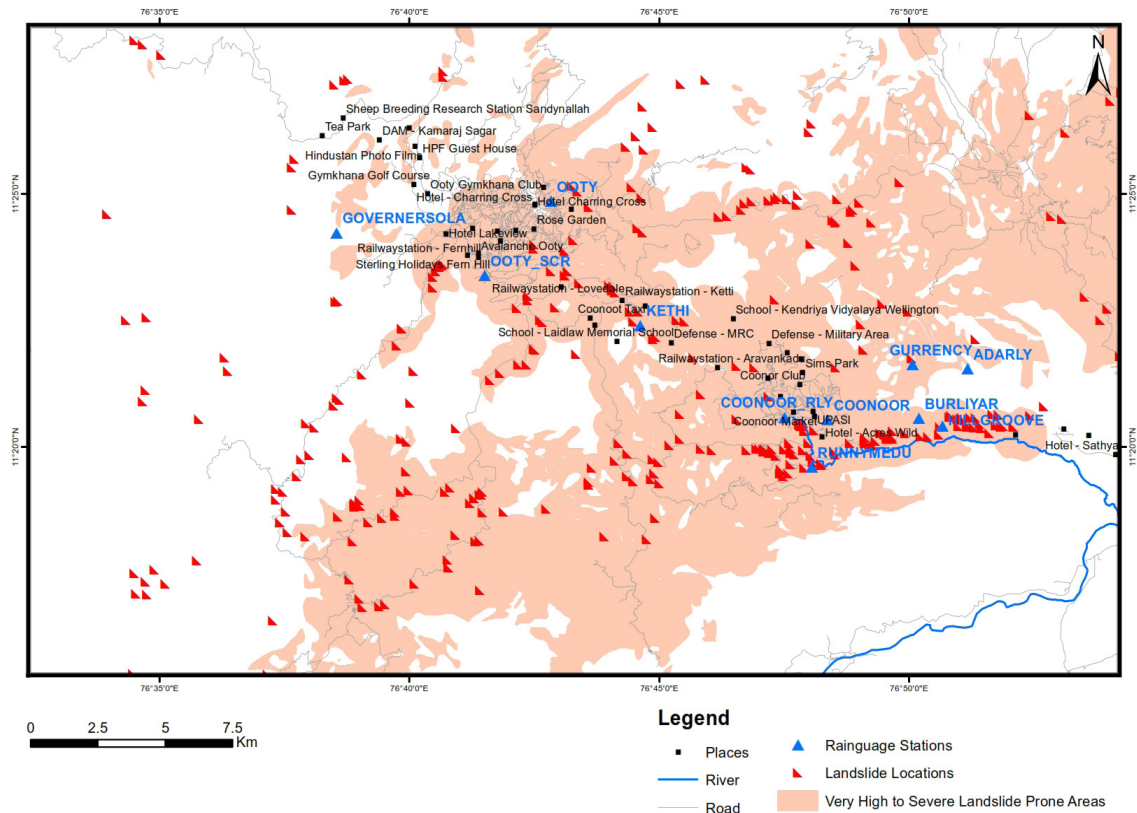 76°35'0"E 76°40'0"E 76°45'0"E 76°50'0"E
N
Sheep Breeding Research Station Sandynallah
Tea Park
DAM - Kamaraj Sagar
HPF Guest House
Hindustan Photo Films
Gymkhana Golf Course
Ooty Gymkhana Club
OOTY
Hotel - Charring Cross
Hotel Charring Cross
11°25'0"N 11°25'0"N
GOVERNERSOLA
Rose Garden
Hotel Lakeview
Railwaystation - Fernhill
Avalanche Ooty
Sterling Holidays Fern Hill
OOTY_SCR
Railwaystation - Lovedale
Railwaystation - Ketti
Coonoot Taxi
KETHI
School - Kendriya Vidyalaya Wellington
School - Laidlaw Memorial School
Defense - MRC
Defense - Military Area
Railwaystation - Aravankadu
Sims Park
GURRENCY
ADARLY
Coonor Club
COONOOR_RLY
COONOOR
BURLIYAR
Coonoor Market
UPASI
HILLGROOVE
Hotel - Acres Wild
Hotel - Sathya
RUNNYMEDU
11°20'0"N 11°20'0"N
76°35'0"E 76°40'0"E 76°45'0"E 76°50'0"E
0 2.5 5 7.5
Km
Legend
Places
Rainguage Stations
River
Landslide Locations
Road
Very High to Severe Landslide Prone Areas